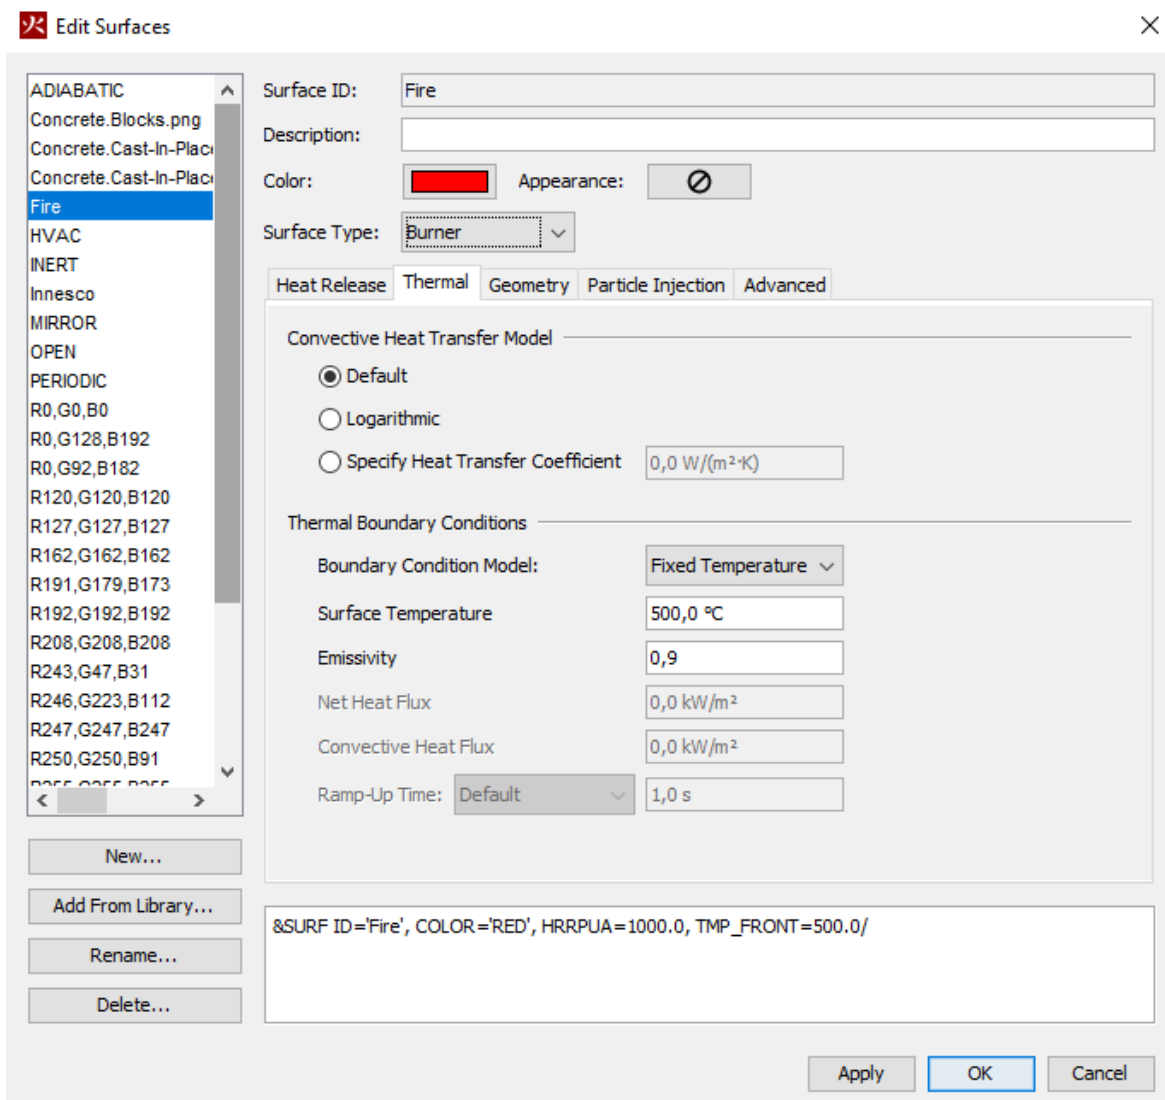 Edit Surfaces
ADIABATIC
Concrete.Blocks.png
Concrete.Cast-In-Place
Concrete.Cast-In-Place
Fire
HVAC
INERT
Innesco
MIRROR
OPEN
PERIODIC
R0,G0,B0
R0,G128,B192
R0,G92,B182
R120,G120,B120
R127,G127,B127
R162,G162,B162
R191,G179,B173
R192,G192,B192
R208,G208,B208
R243,G47,B31
R246,G223,B112
R247,G247,B247
R250,G250,B91
New...
Add From Library...
Rename...
Delete...
Surface ID: Fire
Description:
Color: Appearance:
Surface Type: Burner
Heat Release Thermal Geometry Particle Injection Advanced
Convective Heat Transfer Model
Default
Logarithmic
Specify Heat Transfer Coefficient 0,0 W/(m²·K)
Thermal Boundary Conditions
Boundary Condition Model: Fixed Temperature
Surface Temperature 500,0 °C
Emissivity 0,9
Net Heat Flux 0,0 kW/m²
Convective Heat Flux 0,0 kW/m²
Ramp-Up Time: Default 1,0 s
&SURF ID='Fire', COLOR='RED', HRRPUA=1000.0, TMP_FRONT=500.0/
Apply OK Cancel